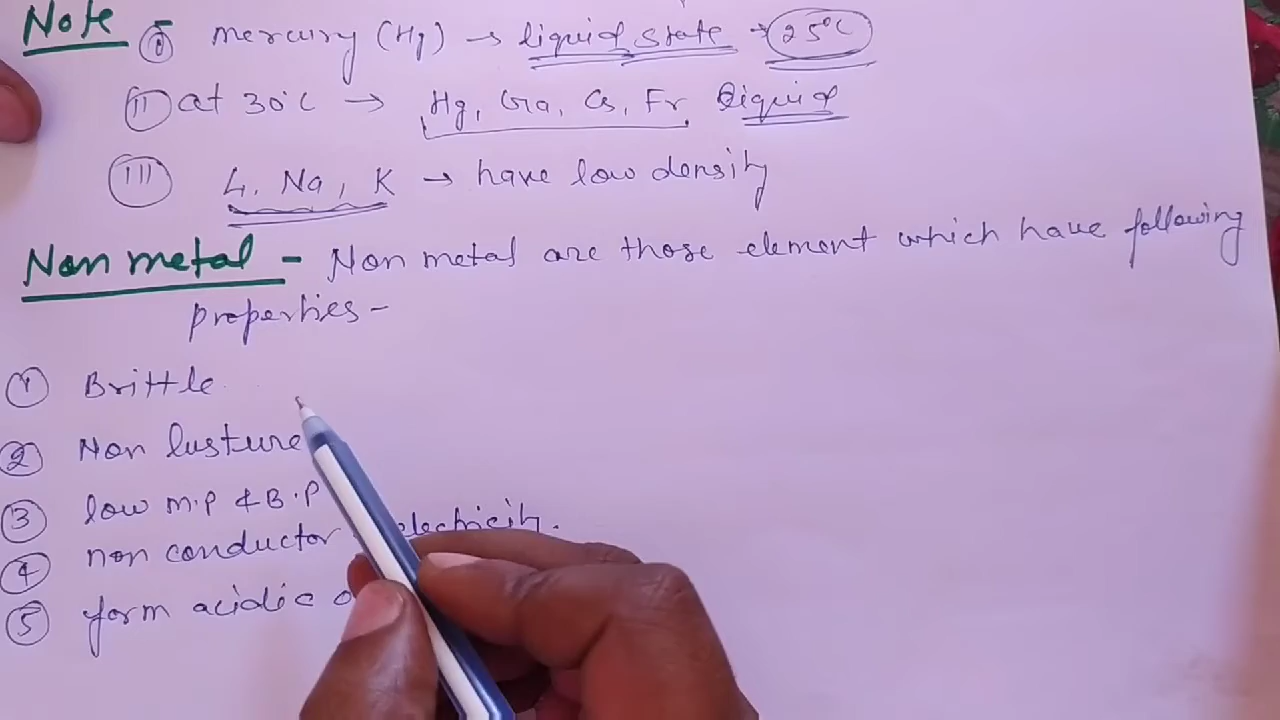 Note (i) mercury (Hg) → liquid state → 25°C
(ii) at 30°C → Hg, Ga, Cs, Fr liquid
(iii) Li, Na, K → have low density
Non metal - Non metal are those element which have following
properties -
① Brittle
② Non lusture
③ low m.p & B.P
④ non conductor electricity.
⑤ form acidic